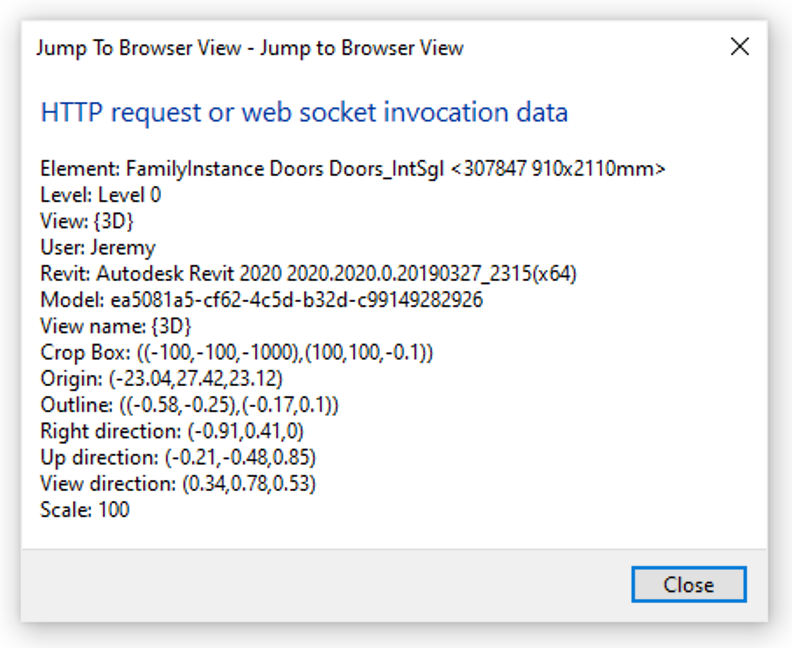 Jump To Browser View - Jump to Browser View
HTTP request or web socket invocation data
Element: FamilyInstance Doors Doors_IntSgl <307847 910x2110mm>
Level: Level 0
View: {3D}
User: Jeremy
Revit: Autodesk Revit 2020 2020.2020.0.20190327_2315(x64)
Model: ea5081a5-cf62-4c5d-b32d-c99149282926
View name: {3D}
Crop Box: ((-100,-100,-1000),(100,100,-0.1))
Origin: (-23.04,27.42,23.12)
Outline: ((-0.58,-0.25),(-0.17,0.1))
Right direction: (-0.91,0.41,0)
Up direction: (-0.21,-0.48,0.85)
View direction: (0.34,0.78,0.53)
Scale: 100
Close